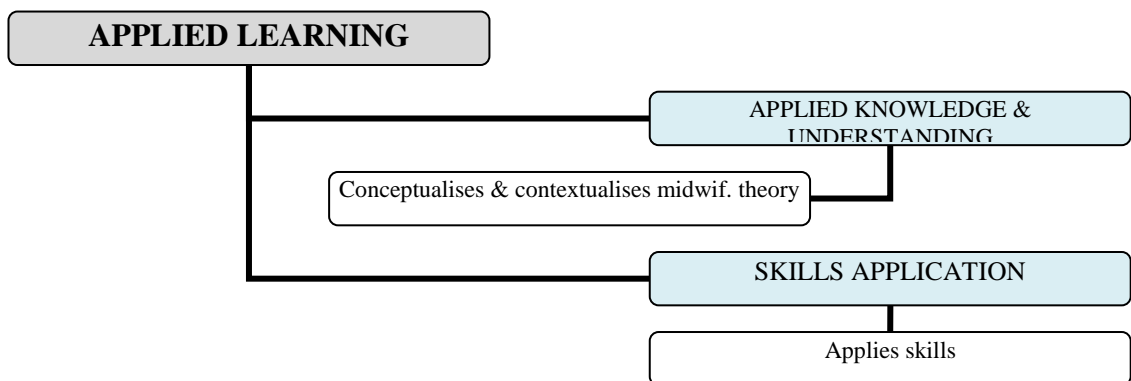 APPLIED LEARNING
APPLIED KNOWLEDGE &
UNDERSTANDING
Conceptualises & contextualises midwif. theory
SKILLS APPLICATION
Applies skills